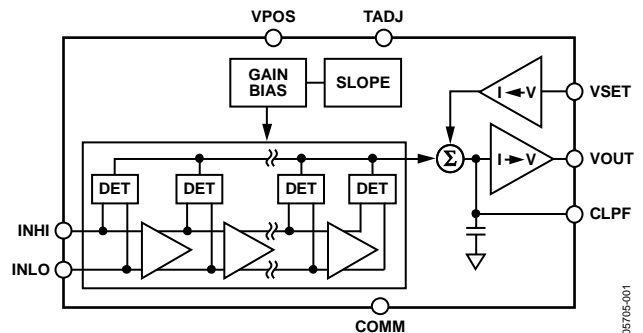 VPOS
TADJ
GAIN
BIAS
SLOPE
I V
VSET
Σ
I V
VOUT
DET
DET
DET
DET
CLPF
INHI
INLO
COMM
05705-001